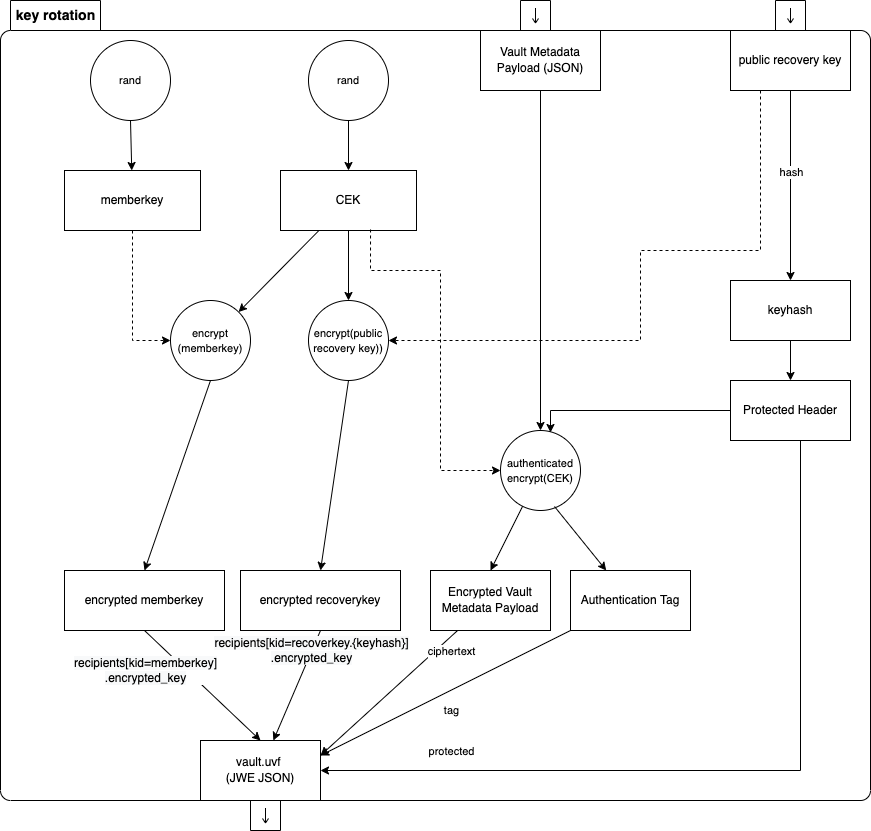 key rotation
↓
↓
rand
rand
Vault Metadata
Payload (JSON)
public recovery key
hash
memberkey
CEK
keyhash
encrypt
(memberkey)
encrypt(public
recovery key))
Protected Header
authenticated
encrypt(CEK)
encrypted memberkey
encrypted recoverykey
Encrypted Vault
Metadata Payload
Authentication Tag
recipients[kid=memberkey]
.encrypted_key
recipients[kid=recoverkey.{keyhash}]
.encrypted_key
ciphertext
tag
protected
vault.uvf
(JWE JSON)
↓